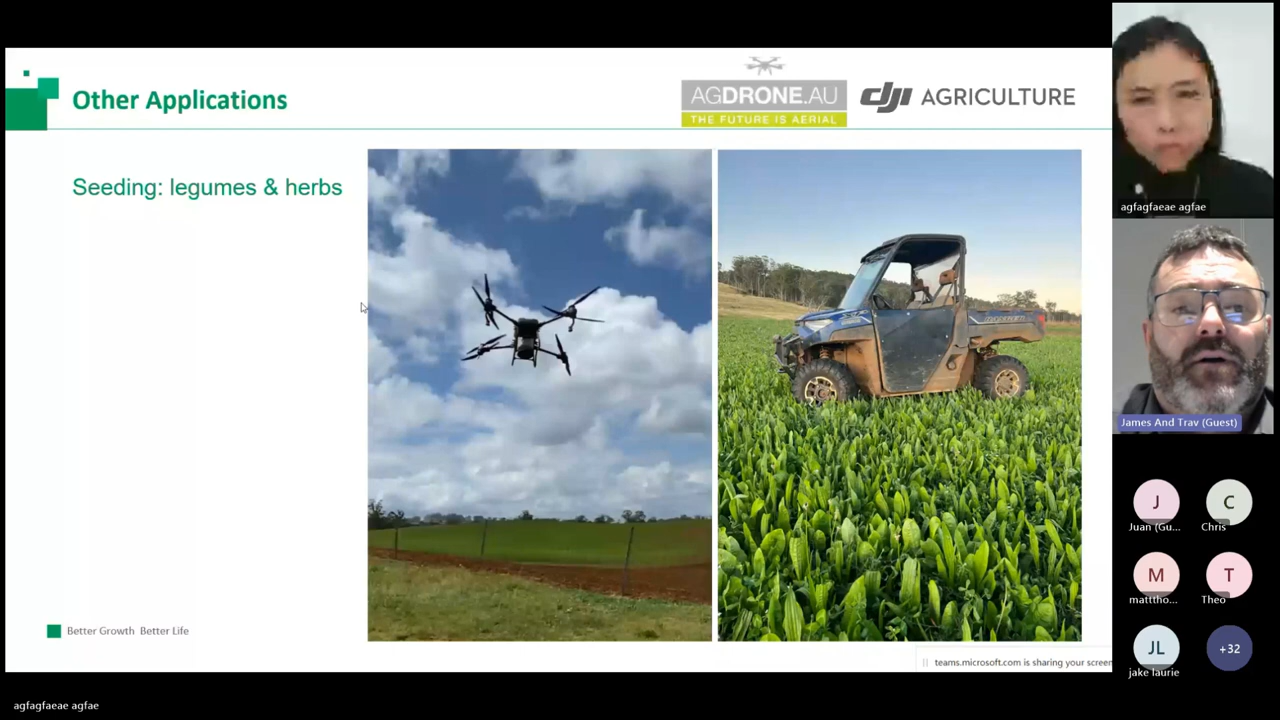 Other Applications
AGDRONE.AU
THE FUTURE IS AERIAL
dji AGRICULTURE
Seeding: legumes & herbs
Better Growth Better Life
teams.microsoft.com is sharing your screen
agfagfaeae agfae
James And Trav (Guest)
J
C
Juan (Gu...
Chris
M
T
mattho...
Theo
JL
+32
jake laurie
agfagfaeae agfae